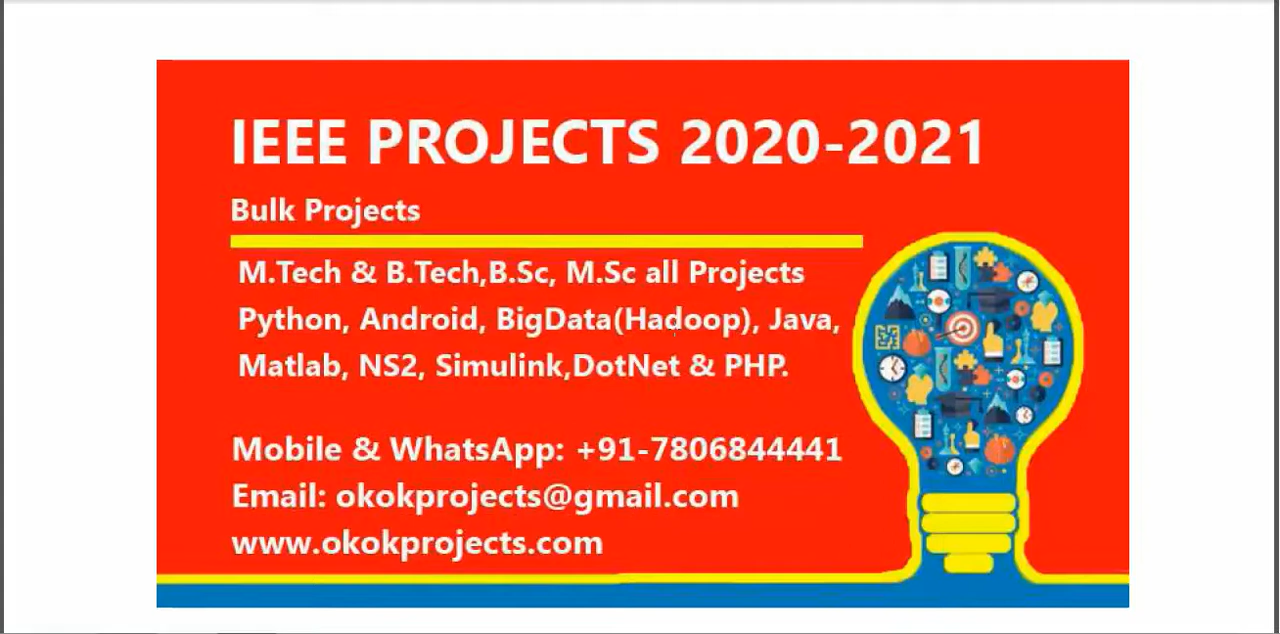 IEEE PROJECTS 2020-2021
Bulk Projects
M.Tech & B.Tech,B.Sc, M.Sc all Projects
Python, Android, BigData(Hadoop), Java,
Matlab, NS2, Simulink,DotNet & PHP.
Mobile & WhatsApp: +91-7806844441
Email: okokprojects@gmail.com
www.okokprojects.com